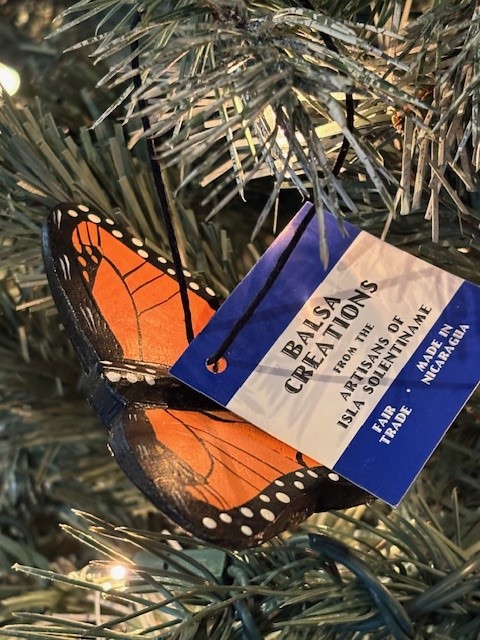 BALSA
CREATIONS
FROM THE
ARTISANS OF
ISLA SOLENTINAME
FAIR
TRADE
·
MADE IN
NICARAGUA